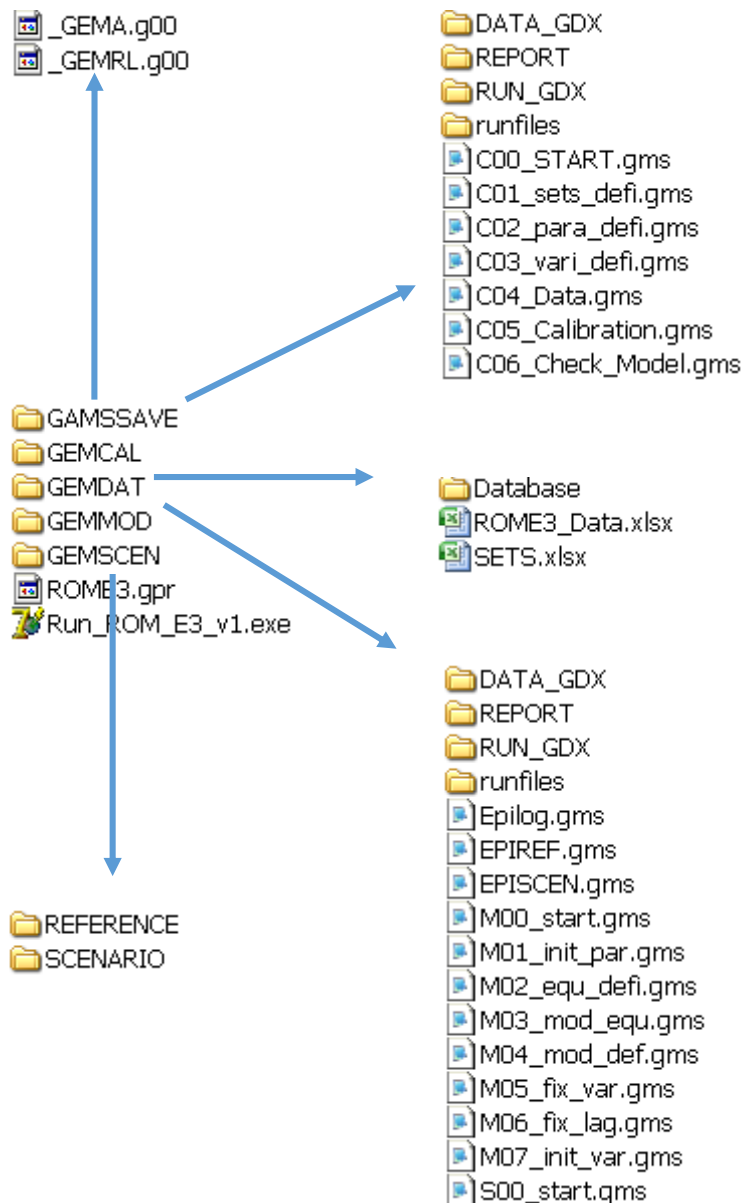 _GEMA.g00
_GEMRL.g00
DATA_GDX
REPORT
RUN_GDX
runfiles
C00_START.gms
C01_sets_defi.gms
C02_para_defi.gms
C03_vari_defi.gms
C04_Data.gms
C05_Calibration.gms
C06_Check_Model.gms
GAMSSAVE
GEMCAL
GEMDAT
GEMMOD
GEMSCEN
ROME3.gpr
Run_ROM_E3_v1.exe
Database
ROME3_Data.xlsx
SETS.xlsx
DATA_GDX
REPORT
RUN_GDX
runfiles
Epilog.gms
EPIREF.gms
EPISCEN.gms
M00_start.gms
M01_init_par.gms
M02_equ_defi.gms
M03_mod_equ.gms
M04_mod_def.gms
M05_fix_var.gms
M06_fix_lag.gms
M07_init_var.gms
S00_start.gms
REFERENCE
SCENARIO